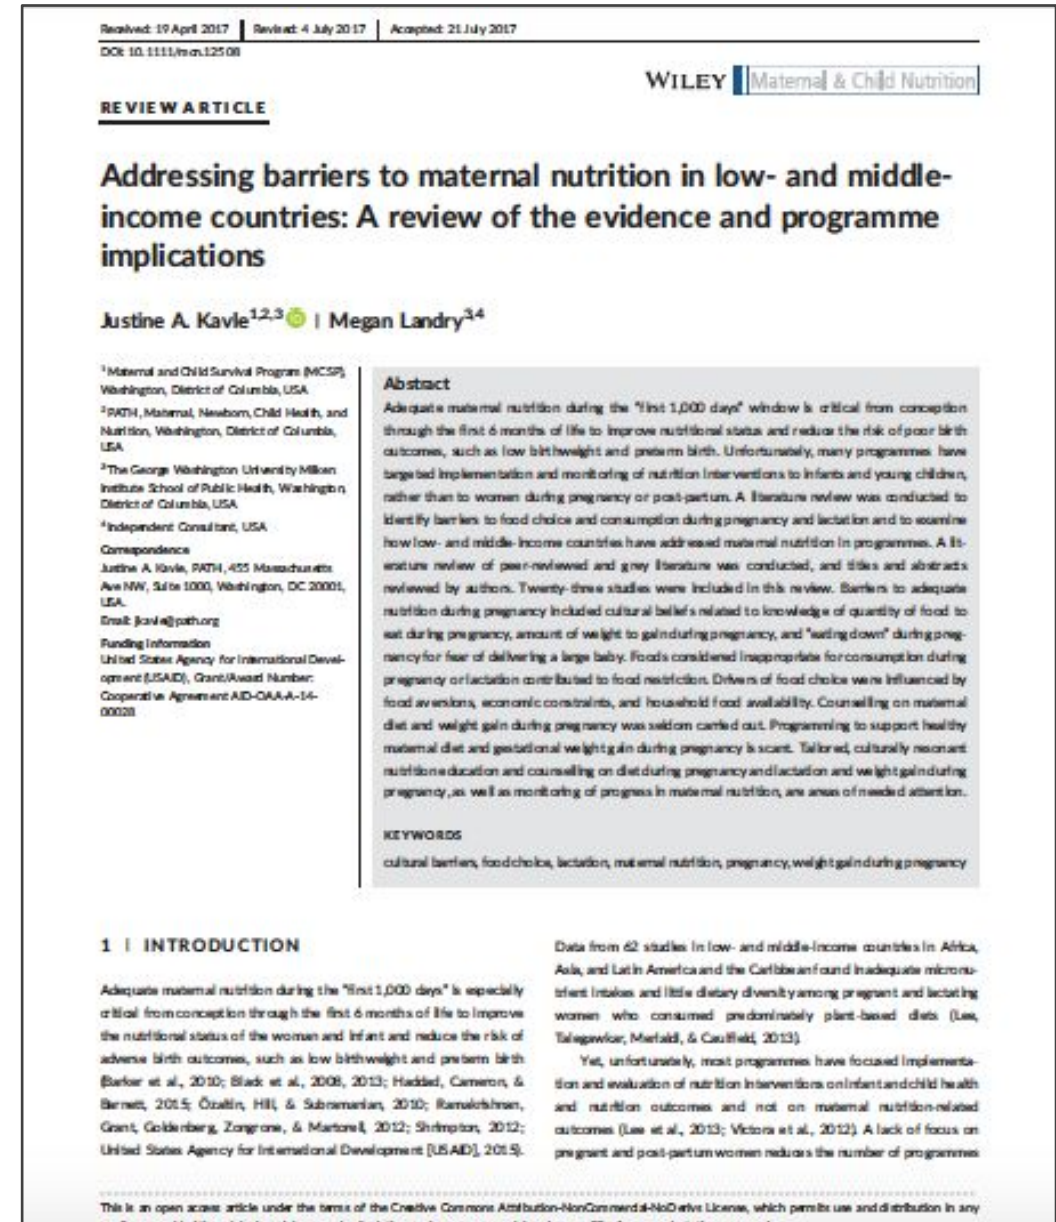 Received: 19 April 2017 | Revised: 4 July 2017 | Accepted: 21 July 2017
DOI: 10.1111/mcn.12508
WILEY Maternal & Child Nutrition
REVIEW ARTICLE
Addressing barriers to maternal nutrition in low- and middle-
income countries: A review of the evidence and programme
implications
Justine A. Kavle1,2,3 | Megan Landry3,4
1 Maternal and Child Survival Program (MCSP),
Washington, District of Columbia, USA
2 PATH, Maternal, Newborn, Child Health, and
Nutrition, Washington, District of Columbia,
USA
3 The George Washington University Milken
Institute School of Public Health, Washington,
District of Columbia, USA
4 Independent Consultant, USA
Correspondence
Justine A. Kavle, PATH, 455 Massachusetts
Ave NW, Suite 1000, Washington, DC 20001,
USA.
Email: jkavle@path.org
Funding information
United States Agency for International Devel-
opment (USAID), Grant/Award Number:
Cooperative Agreement AID-OAA-A-14-
00028
Abstract
Adequate maternal nutrition during the "first 1,000 days" window is critical from conception
through the first 6 months of life to improve nutritional status and reduce the risk of poor birth
outcomes, such as low birthweight and preterm birth. Unfortunately, many programmes have
targeted implementation and monitoring of nutrition interventions to infants and young children,
rather than to women during pregnancy or post-partum. A literature review was conducted to
identify barriers to food choice and consumption during pregnancy and lactation and to examine
how low- and middle-income countries have addressed maternal nutrition in programmes. A lit-
erature review of peer-reviewed and grey literature was conducted, and titles and abstracts
reviewed by authors. Twenty-three studies were included in this review. Barriers to adequate
nutrition during pregnancy included cultural beliefs related to knowledge of quantity of food to
eat during pregnancy, amount of weight to gain during pregnancy, and "eating down" during preg-
nancy for fear of delivering a large baby. Foods considered inappropriate for consumption during
pregnancy or lactation contributed to food restriction. Drivers of food choice were influenced by
food aversions, economic constraints, and household food availability. Counselling on maternal
diet and weight gain during pregnancy was seldom carried out. Programming to support healthy
maternal diet and gestational weight gain during pregnancy is scant. Tailored, culturally resonant
nutrition education and counselling on diet during pregnancy and lactation and weight gain during
pregnancy, as well as monitoring of progress in maternal nutrition, are areas of needed attention.
KEYWORDS
cultural barriers, food choice, lactation, maternal nutrition, pregnancy, weight gain during pregnancy
1 | INTRODUCTION
Adequate maternal nutrition during the "first 1,000 days" is especially
critical from conception through the first 6 months of life to improve
the nutritional status of the woman and infant and reduce the risk of
adverse birth outcomes, such as low birthweight and preterm birth
(Barker et al., 2010; Black et al., 2008, 2013; Haddad, Cameron, &
Barnett, 2015; Özaltin, Hill, & Subramanian, 2010; Ramakrishnan,
Grant, Goldenberg, Zongrone, & Martorell, 2012; Shrimpton, 2012;
United States Agency for International Development [USAID], 2015).
Data from 62 studies in low- and middle-income countries in Africa,
Asia, and Latin America and the Caribbean found inadequate micronu-
trient intakes and little dietary diversity among pregnant and lactating
women who consumed predominately plant-based diets (Lee,
Talegawkar, Merialdi, & Caulfield, 2013).
Yet, unfortunately, most programmes have focused implementa-
tion and evaluation of nutrition interventions on infant and child health
and nutrition outcomes and not on maternal nutrition-related
outcomes (Lee et al., 2013; Victora et al., 2012). A lack of focus on
pregnant and post-partum women reduces the number of programmes
This is an open access article under the terms of the Creative Commons Attribution-NonCommercial-NoDerivs License, which permits use and distribution in any